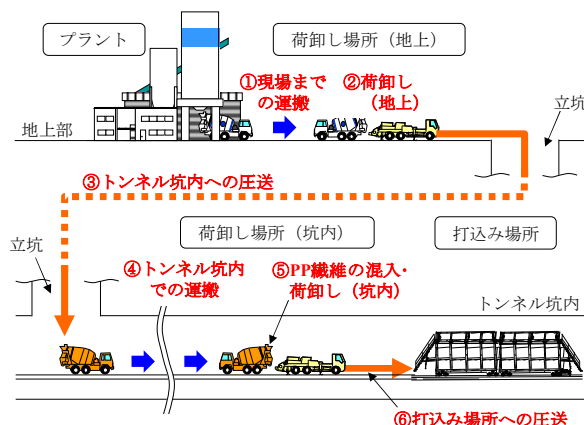 プラント
荷卸し場所（地上）
①現場まで
の運搬
②荷卸し
（地上）
立坑
地上部
③トンネル坑内への圧送
荷卸し場所（坑内）
打込み場所
立坑
④トンネル坑内
での運搬
⑤PP繊維の混入・
荷卸し（坑内）
トンネル坑内
⑥打込み場所への圧送